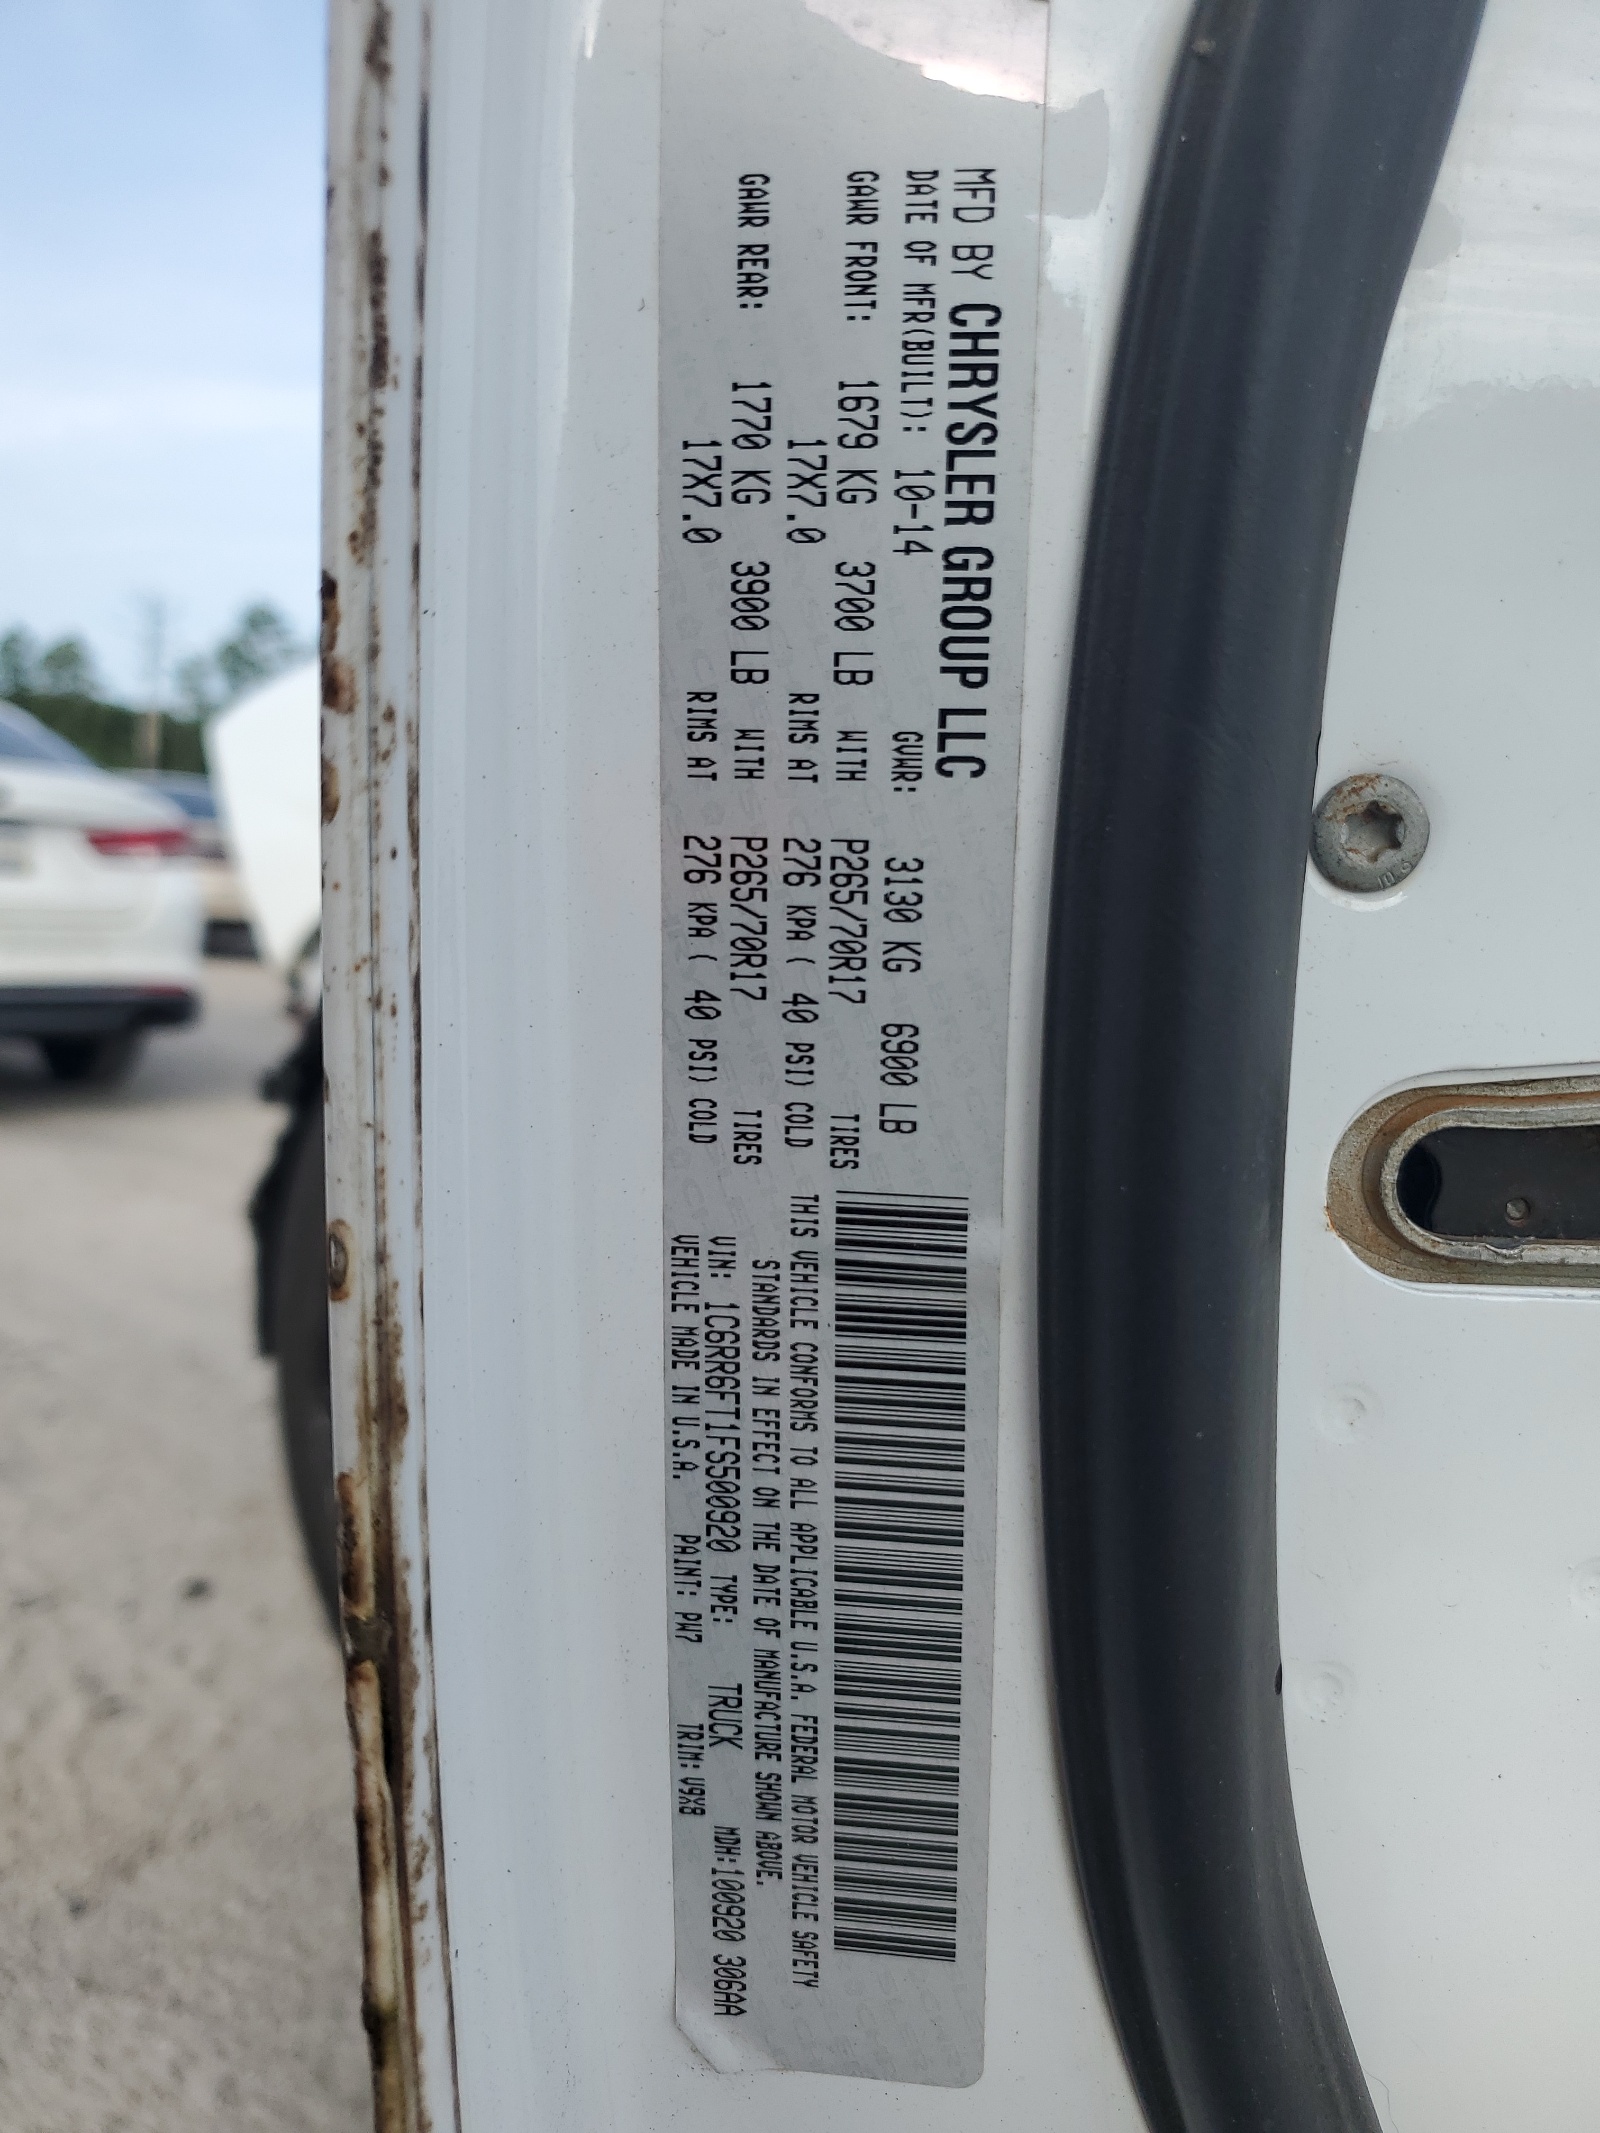 MFD BY CHRYSLER GROUP LLC
DATE OF MFR(BUILT): 10-14 GVWR: 3130 KG 6900 LB
GAWR FRONT: 1679 KG 3700 LB WITH P265/70R17 TIRES
17X7.0 RIMS AT 276 KPA ( 40 PSI) COLD
GAWR REAR: 1770 KG 3900 LB WITH P265/70R17 TIRES
17X7.0 RIMS AT 276 KPA ( 40 PSI) COLD
THIS VEHICLE CONFORMS TO ALL APPLICABLE U.S.A. FEDERAL MOTOR VEHICLE SAFETY
STANDARDS IN EFFECT ON THE DATE OF MANUFACTURE SHOWN ABOVE.
VIN: 1C6RR6FT1FS500920 TYPE: TRUCK MDH:100920 306AA
VEHICLE MADE IN U.S.A. PAINT: PW7 TRIM: V9X8